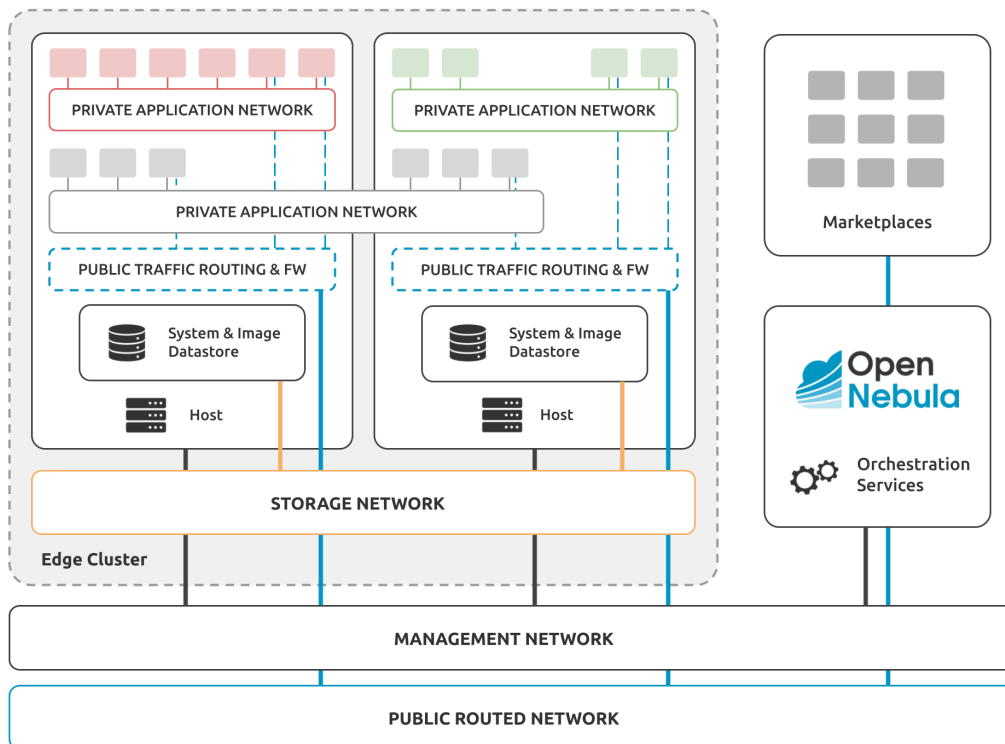 PRIVATE APPLICATION NETWORK
PRIVATE APPLICATION NETWORK
PRIVATE APPLICATION NETWORK
PUBLIC TRAFFIC ROUTING & FW
PUBLIC TRAFFIC ROUTING & FW
System & Image
Datastore
System & Image
Datastore
Host
Host
STORAGE NETWORK
Edge Cluster
Marketplaces
Open
Nebula
Orchestration
Services
MANAGEMENT NETWORK
PUBLIC ROUTED NETWORK